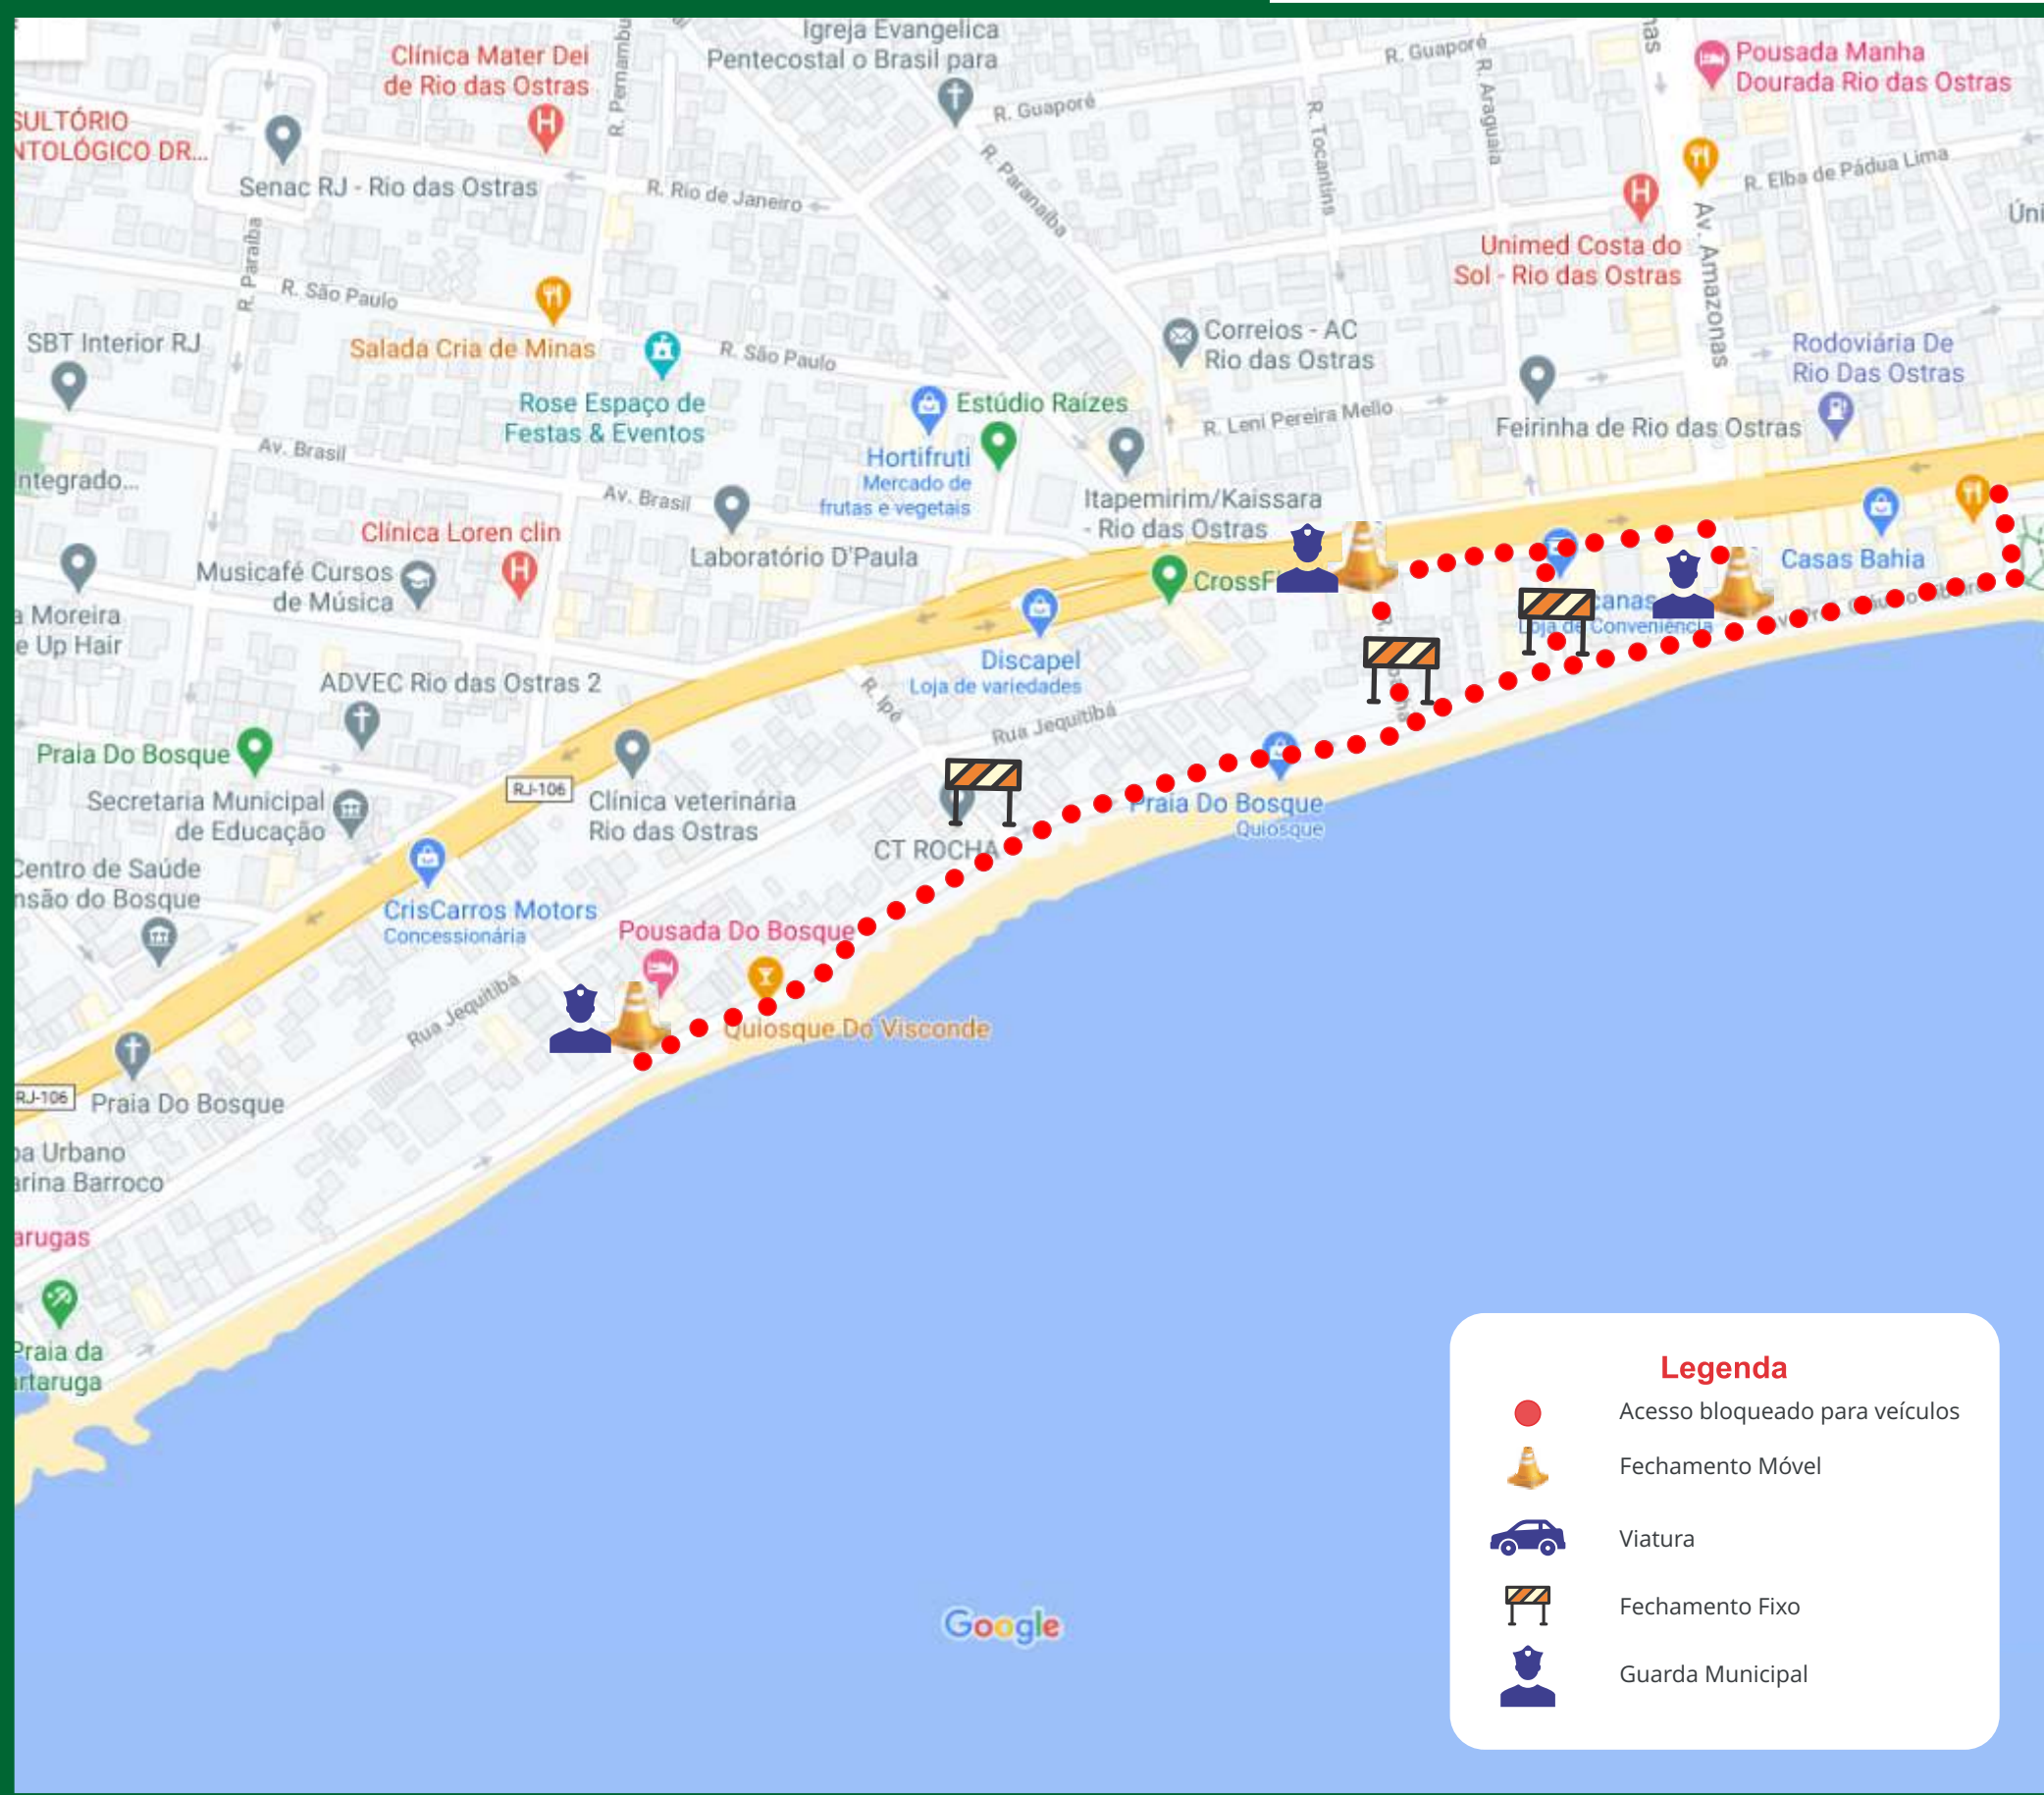 Igreja Evangelica
Pentecostal o Brasil para
Clínica Mater Dei
de Rio das Ostras
R. Guaporé
R. Guaporé
R. Araguaia
R. Tocantins
Pousada Manha
Dourada Rio das Ostras
SULTÓRIO
NTOLÓGICO DR...
Senac RJ - Rio das Ostras
R. Rio de Janeiro
R. Paranaíba
R. Elba de Pádua Lima
Úni
R. Paraíba
R. Pernambu
Unimed Costa do
Sol - Rio das Ostras
Av. Amazonas
R. São Paulo
SBT Interior RJ
Salada Cria de Minas
R. São Paulo
Correios - AC
Rio das Ostras
Rodoviária De
Rio Das Ostras
Rose Espaço de
Festas & Eventos
Estúdio Raízes
R. Leni Pereira Mello
Feirinha de Rio das Ostras
Av. Brasil
Hortifruti
Mercado de
frutas e vegetais
ntegrado...
Av. Brasil
Itapemirim/Kaissara
- Rio das Ostras
Clínica Loren clin
Laboratório D'Paula
Casas Bahia
Musicafé Cursos
de Música
CrossFi
canas
Loja de Conveniência
a Moreira
e Up Hair
Discapel
Loja de variedades
ADVEC Rio das Ostras 2
R. Ipê
Rua Jequitibá
Praia Do Bosque
RJ-106
Secretaria Municipal
de Educação
Clínica veterinária
Rio das Ostras
Praia Do Bosque
Quiosque
CT ROCHA
Centro de Saúde
nsão do Bosque
CrisCarros Motors
Concessionária
Pousada Do Bosque
Rua Jequitibá
Quiosque Do Visconde
RJ-106
Praia Do Bosque
pa Urbano
arina Barroco
arugas
Praia da
artaruga
Google
Legenda
Acesso bloqueado para veículos
Fechamento Móvel
Viatura
Fechamento Fixo
Guarda Municipal